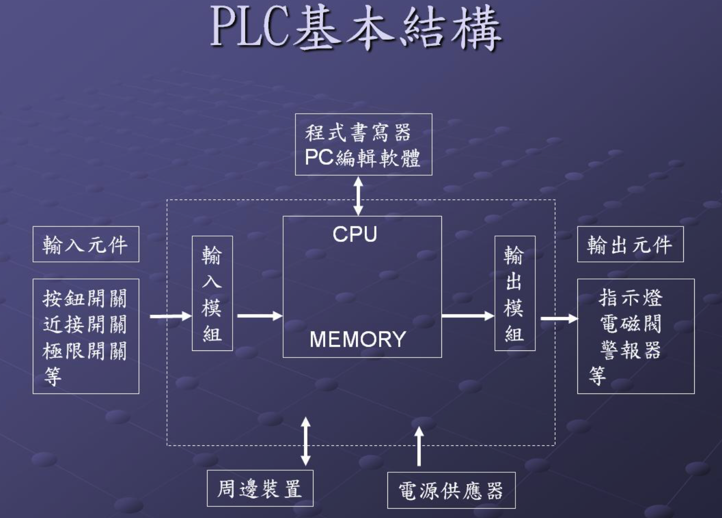 PLC基本結構
程式書寫器
PC編輯軟體
輸入元件
按鈕開關
近接開關
極限開關
等
輸入模組
CPU
MEMORY
輸出模組
輸出元件
指示燈
電磁閥
警報器
等
周邊裝置
電源供應器